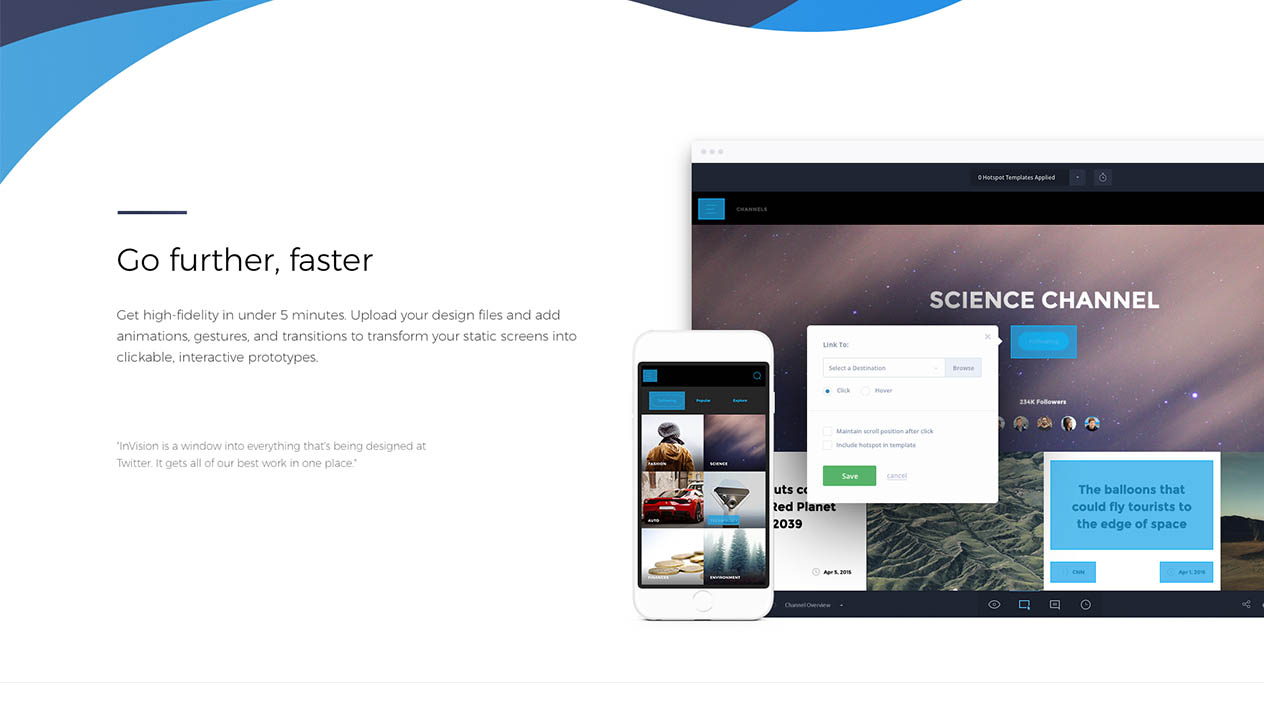 Go further, faster
Get high-fidelity in under 5 minutes. Upload your design files and add
animations, gestures, and transitions to transform your static screens into
clickable, interactive prototypes.
"InVision is a window into everything that's being designed at
Twitter. It gets all of our best work in one place."
0 Hotspot Templates Applied
CHANNELS
SCIENCE CHANNEL
Following
234K Followers
Link To:
Select a Destination
Browse
Click
Hover
Maintain scroll position after click
Include hotspot in template
Save
cancel
Following
Popular
Explore
FASHION
SCIENCE
AUTO
FINANCES
ENVIRONMENT
Red Planet
2039
Apr 5, 2015
The balloons that
could fly tourists to
the edge of space
CNN
Apr 1, 2015
Channel Overview